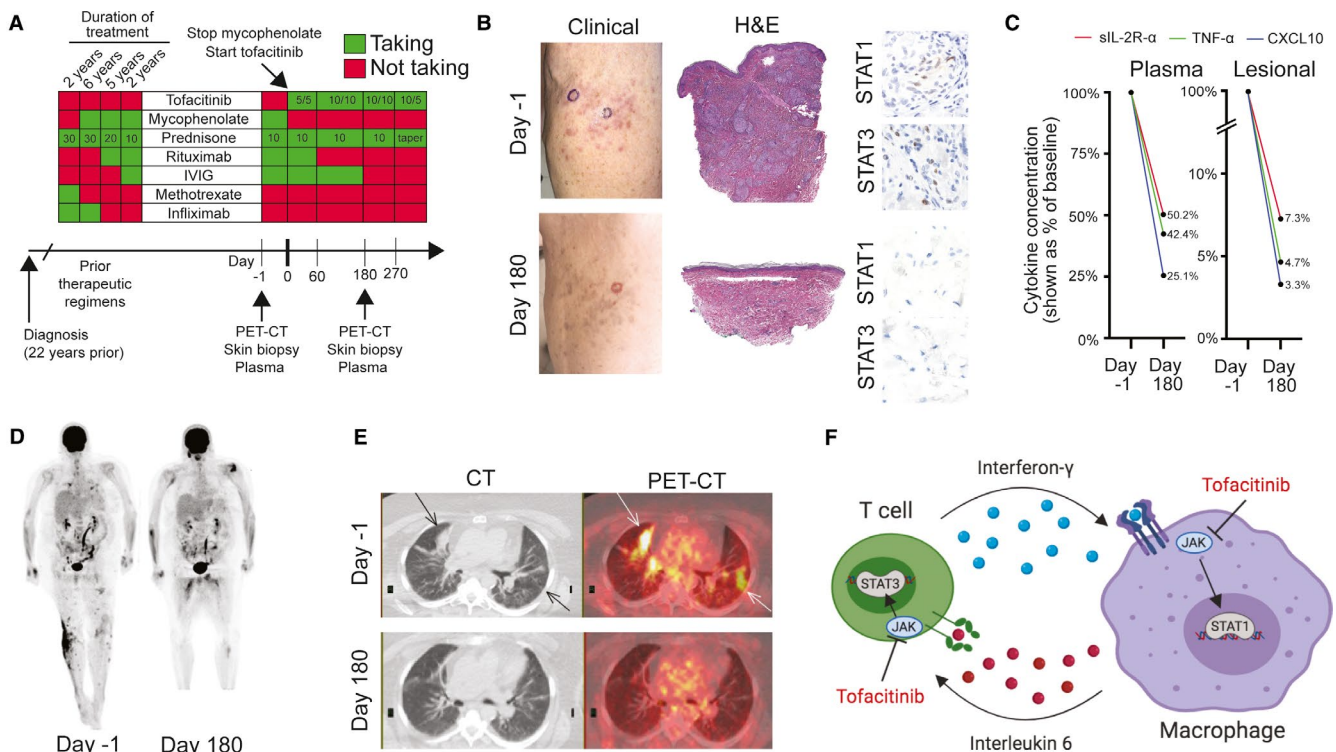 A
Duration of
treatment
2 years
6 years
5 years
2 years
Stop mycophenolate
Start tofacitinib
Taking
Not taking
Tofacitinib 5/5 10/10 10/10 10/5
Mycophenolate
30 30 20 10 Prednisone 10 10 10 10 taper
Rituximab
IVIG
Methotrexate
Infliximab
Day
-1 0 60 180 270
Prior
therapeutic
regimens
Diagnosis
(22 years prior)
PET-CT
Skin biopsy
Plasma
PET-CT
Skin biopsy
Plasma
B
Clinical
H&E
Day -1
STAT1
STAT3
Day 180
STAT1
STAT3
C
sIL-2R-α TNF-α CXCL10
Plasma
Lesional
Cytokine concentration
(shown as % of baseline)
100%
75%
50%
25%
0%
50.2%
42.4%
25.1%
Day
-1
Day
180
100%
10%
5%
0%
7.3%
4.7%
3.3%
Day
-1
Day
180
D
Day -1
Day 180
E
CT
PET-CT
Day -1
Day 180
F
Interferon-γ
T cell
Tofacitinib
JAK
STAT3
STAT1
JAK
Tofacitinib
Interleukin 6
Macrophage